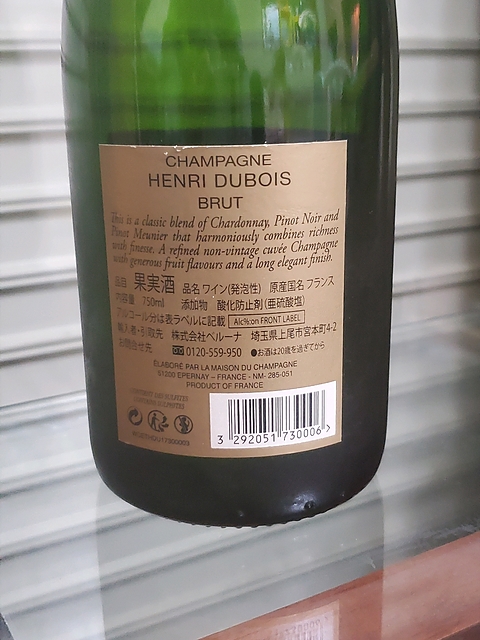 CHAMPAGNE
HENRI DUBOIS
BRUT
This is a classic blend of Chardonnay, Pinot Noir and
Pinot Meunier that harmoniously combines richness
with finesse. A refined non-vintage cuvée Champagne
with generous fruit flavours and a long elegant finish.
品目 果実酒 品名 ワイン(発泡性) 原産国名 フランス
内容量 750ml 添加物 酸化防止剤(亜硫酸塩)
アルコール分は表ラベルに記載 Alc%:on FRONT LABEL
輸入者・引取先 株式会社ベルーナ 埼玉県上尾市宮本町4-2
お問合せ先 0120-559-950 ●お酒は20歳を過ぎてから
ÉLABORÉ PAR LA MAISON DU CHAMPAGNE
51200 EPERNAY – FRANCE - NM- 285-051
PRODUCT OF FRANCE
CONTIENT DES SULFITES
3 292051 730006 >